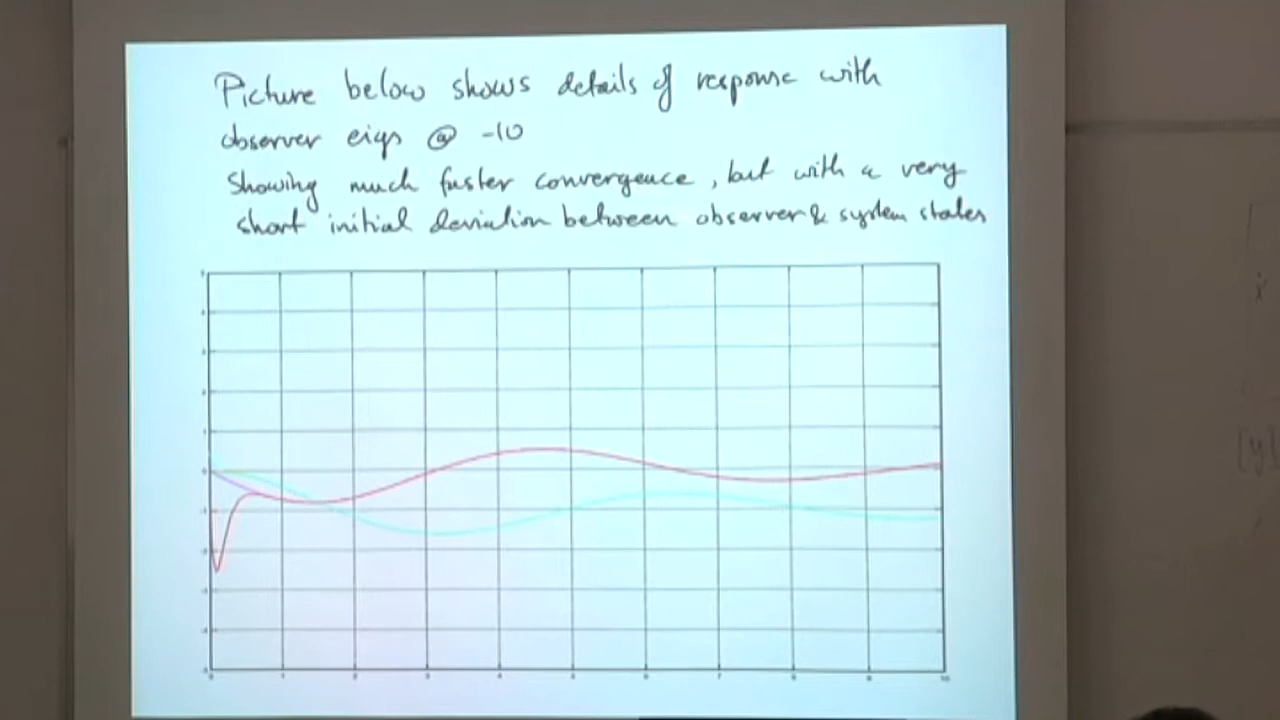 Picture below shows details of response with
observer eigs @ -10
Showing much faster convergence, but with a very
short initial deviation between observer & system states